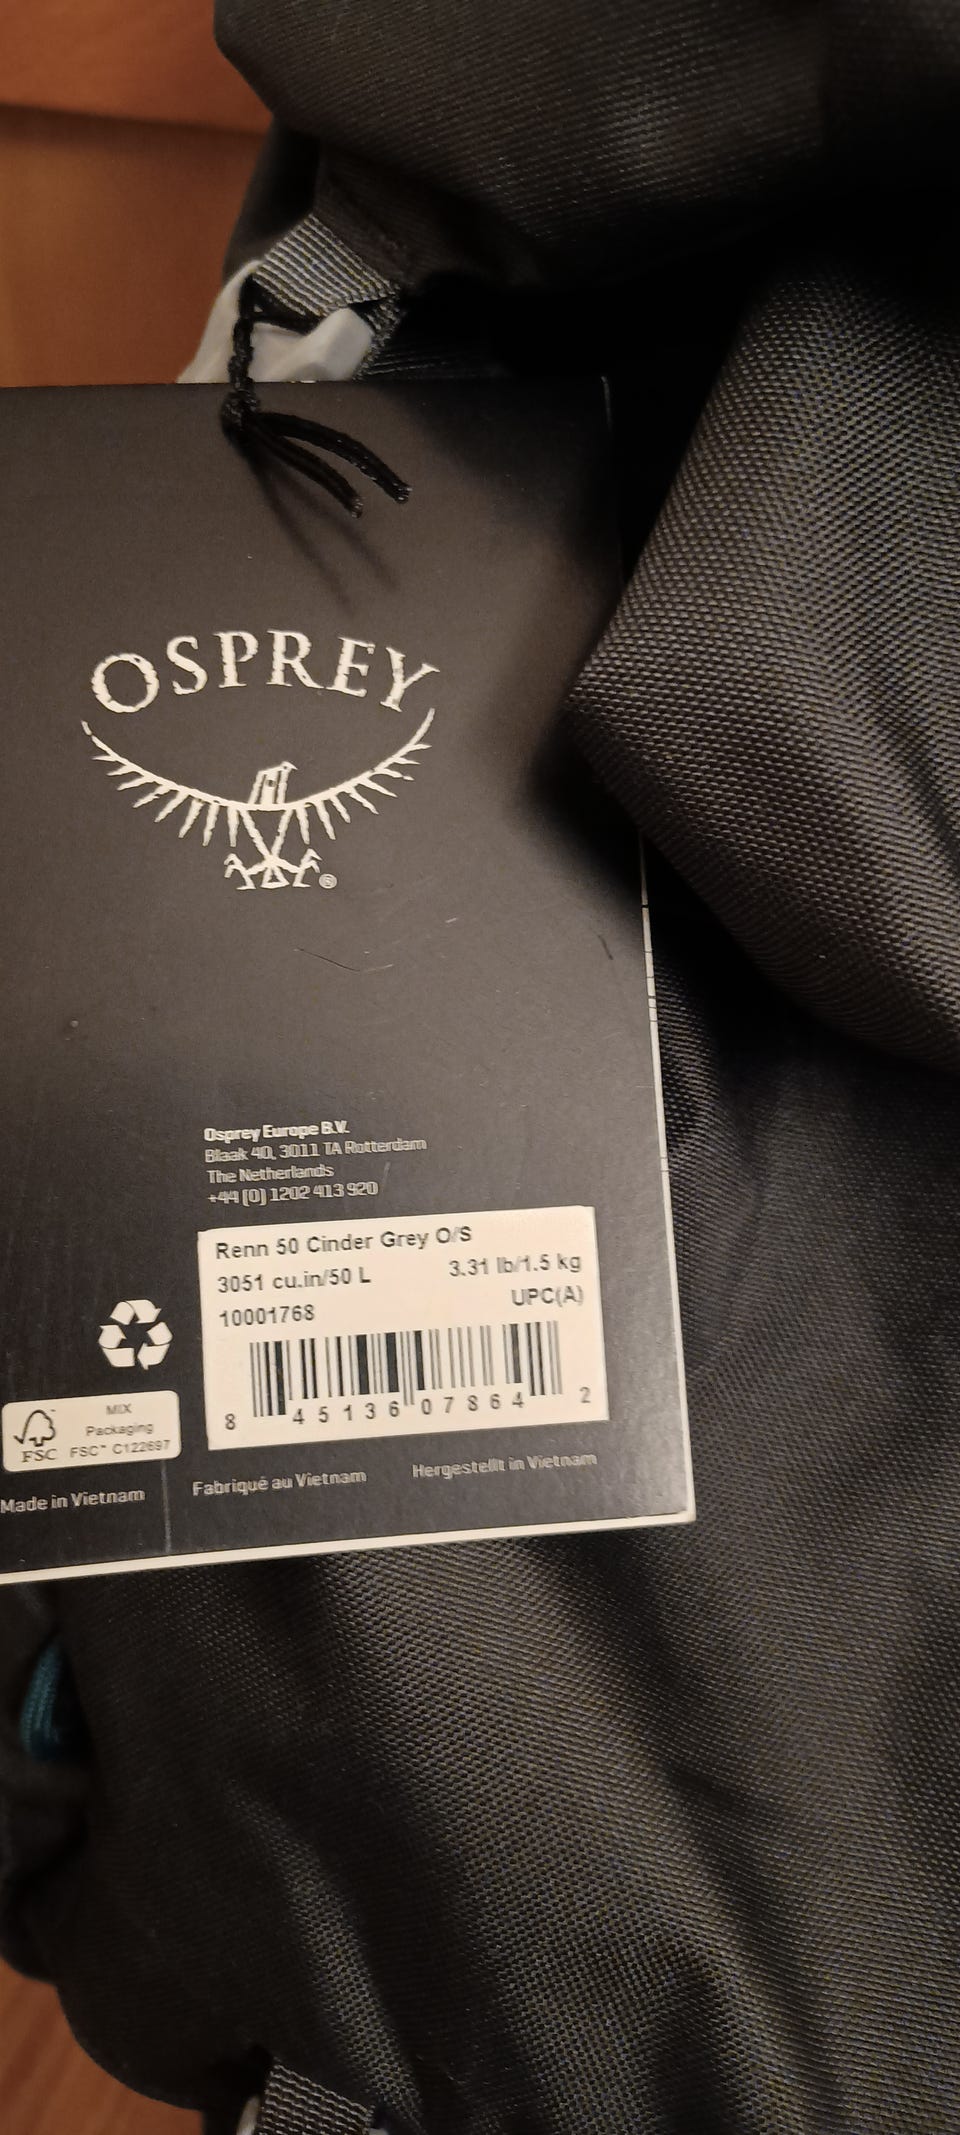 OSPREY
®
Osprey Europe B.V.
Blaak 40, 3011 TA Rotterdam
The Netherlands
+44 (0) 1202 413 920
Renn 50 Cinder Grey O/S
3051 cu.in/50 L 3.31 lb/1.5 kg
10001768 UPC(A)
8 45136 07864 2
MIX
Packaging
FSC™ C122697
FSC
Made in Vietnam Fabriqué au Vietnam Hergestellt in Vietnam